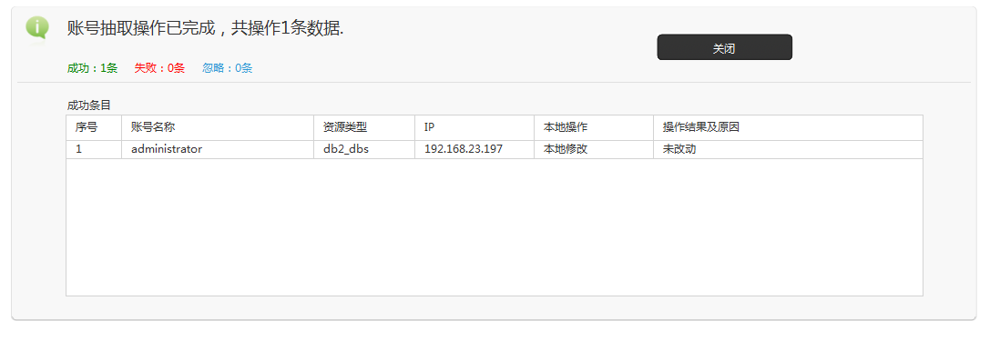 账号抽取操作已完成，共操作1条数据.
关闭
成功：1条 失败：0条 忽略：0条
成功条目
序号 账号名称 资源类型 IP 本地操作 操作结果及原因
1 administrator db2_dbs 192.168.23.197 本地修改 未改动